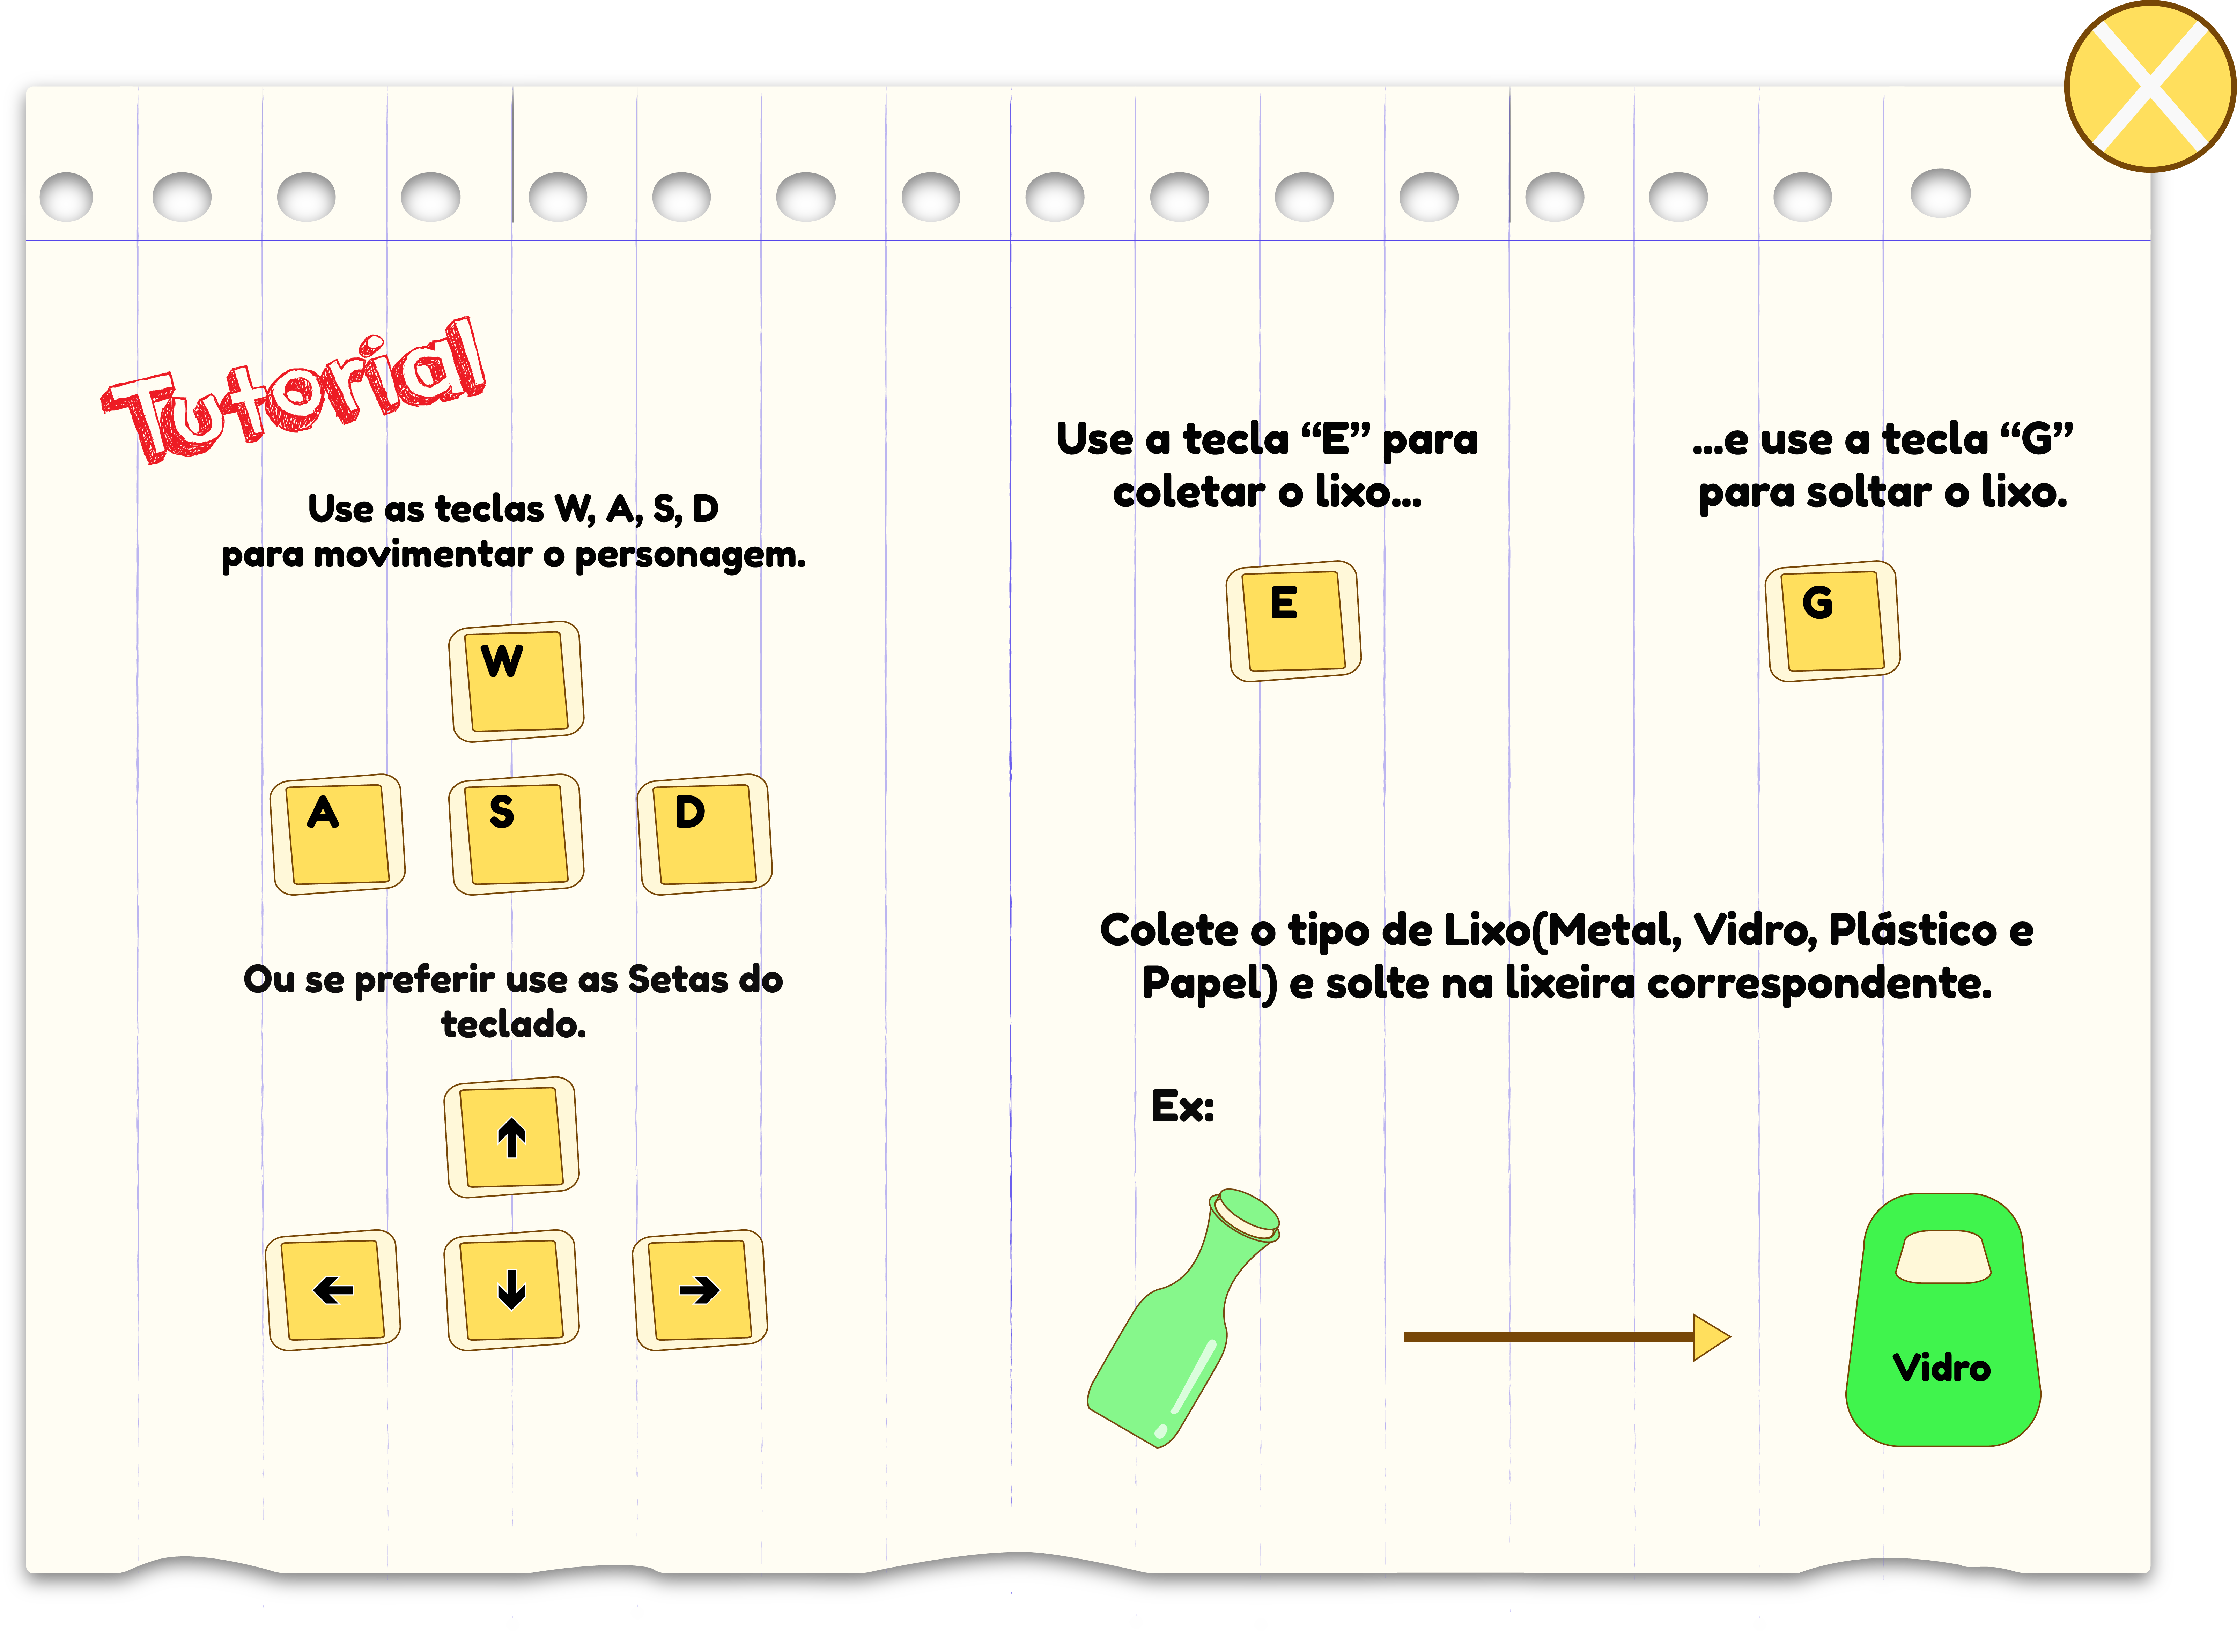 Tutorial
Use as teclas W, A, S, D
para movimentar o personagem.
W
A S D
Ou se preferir use as Setas do
teclado.
↑
← ↓ →
Use a tecla “E” para
coletar o lixo...
E
...e use a tecla “G”
para soltar o lixo.
G
Colete o tipo de Lixo(Metal, Vidro, Plástico e
Papel) e solte na lixeira correspondente.
Ex:
Vidro